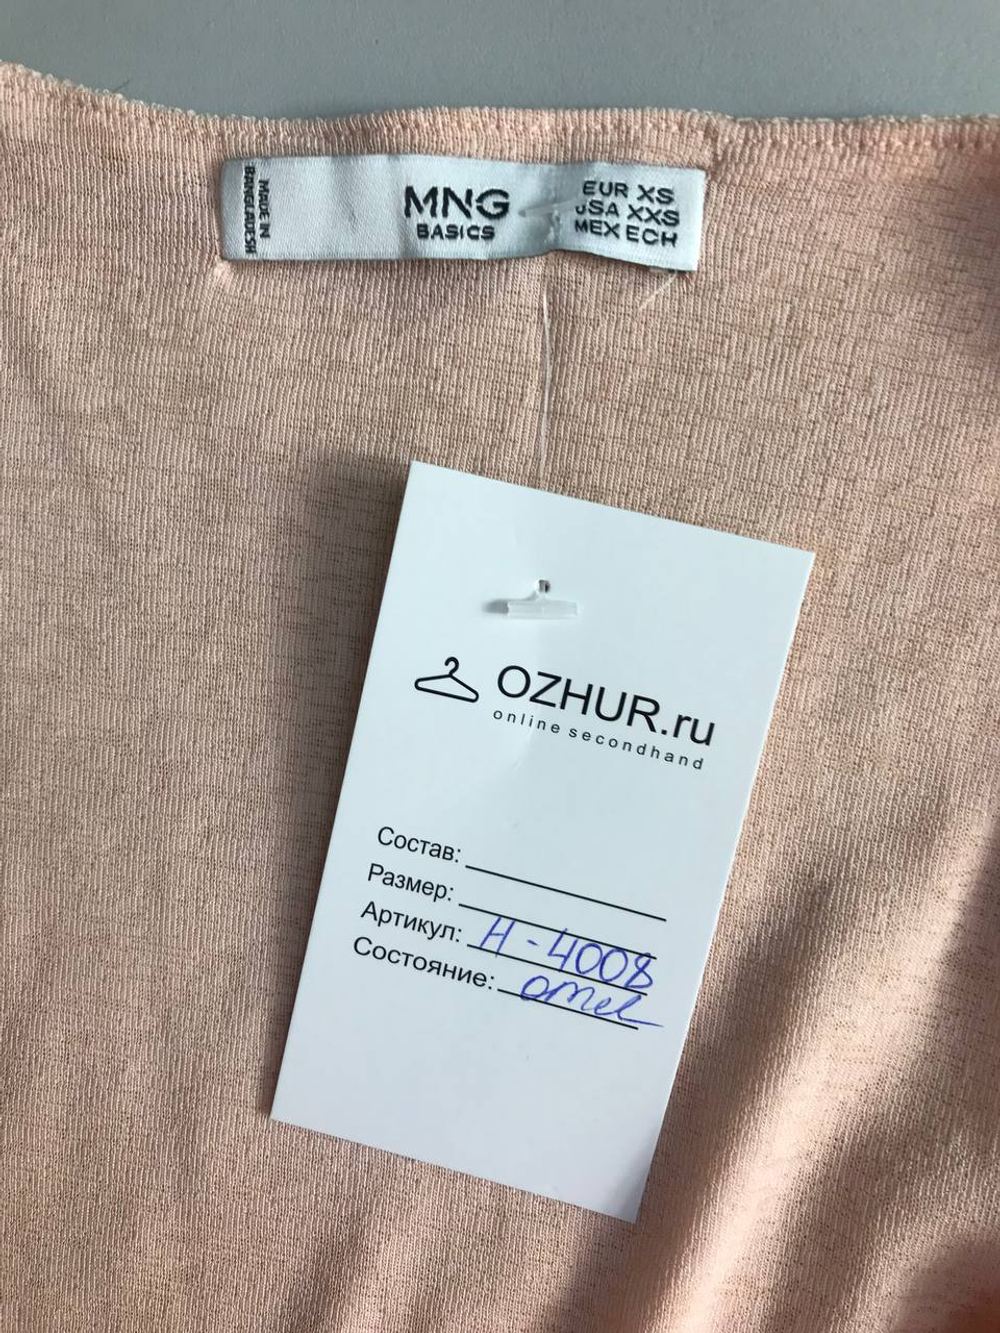 MADE IN
BANGLADESH
MNG
BASICS
EUR XS
USA XXS
MEX ECH
OZHUR.ru
online secondhand
Состав:
Размер:
Артикул: Н-4008
Состояние: отл